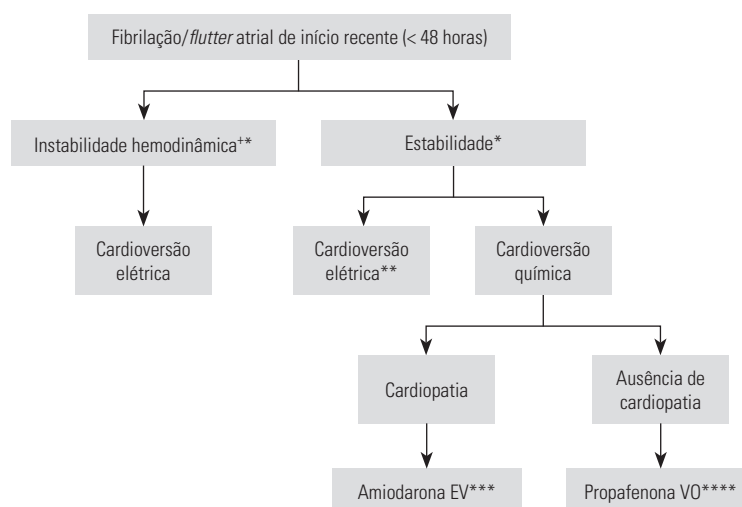 Fibrilação/flutter atrial de início recente (< 48 horas)
Instabilidade hemodinâmica+*
Estabilidade*
Cardioversão
elétrica
Cardioversão
elétrica**
Cardioversão
química
Cardiopatia
Ausência de
cardiopatia
Amiodarona EV***
Propafenona VO****